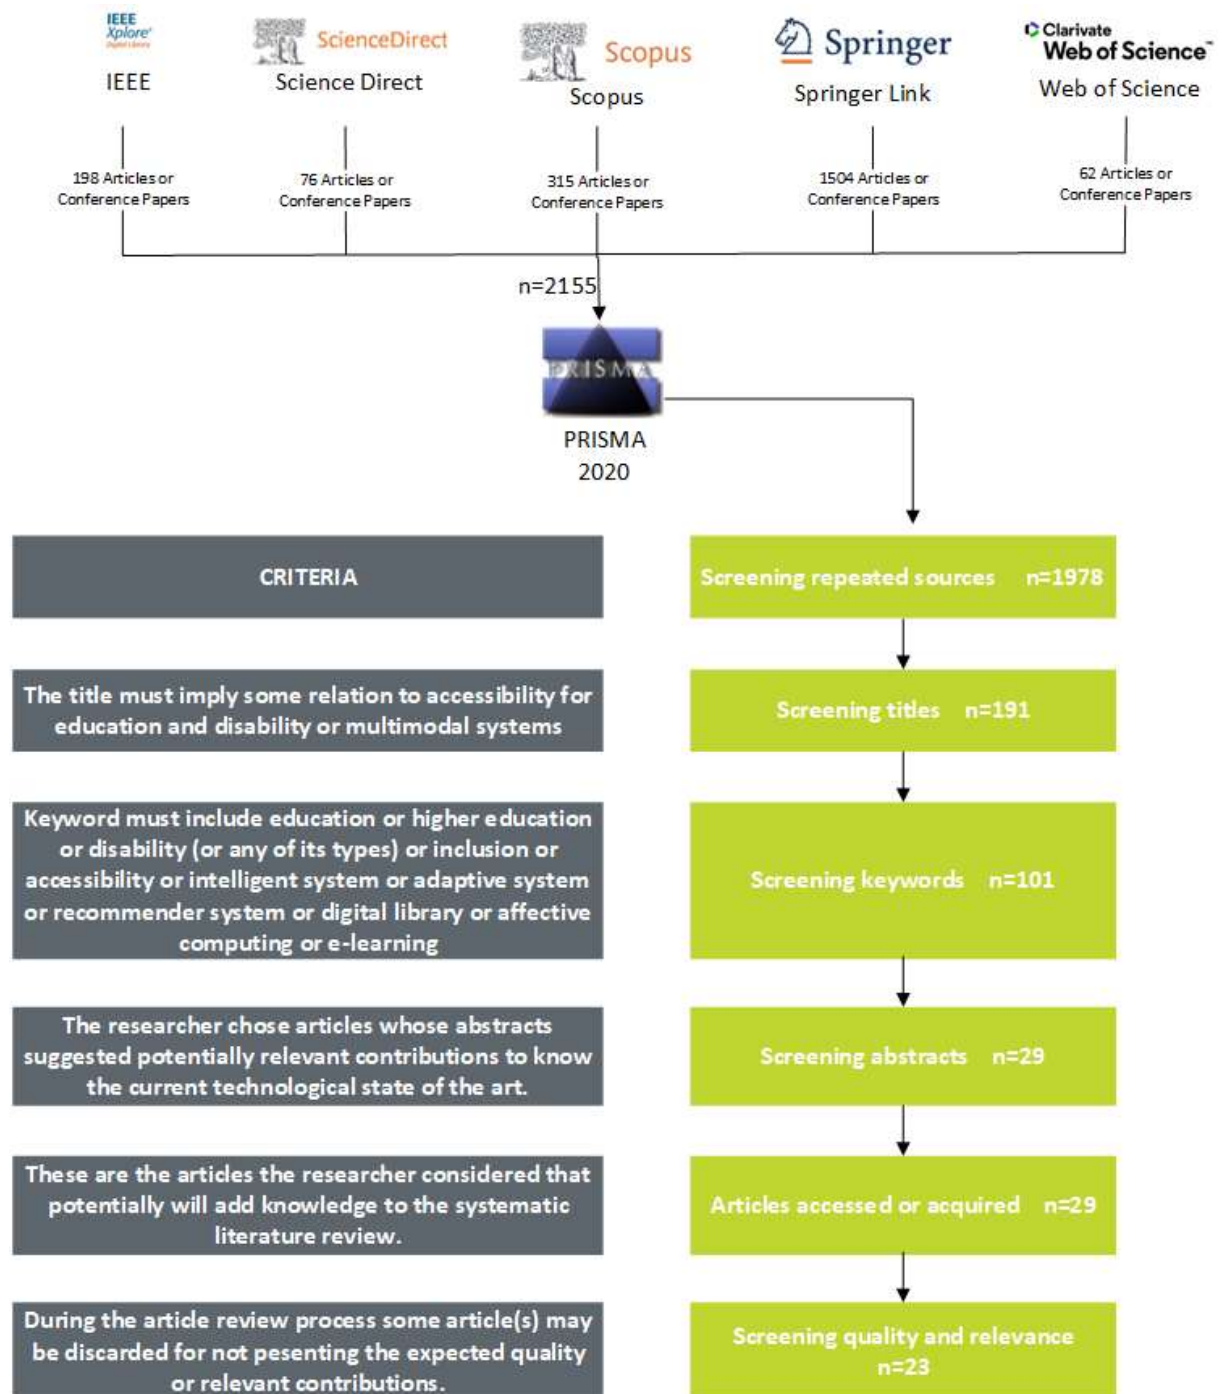 IEEE
Xplore®
Digital Library
IEEE
ScienceDirect
Science Direct
Scopus
Scopus
Springer
Springer Link
Clarivate
Web of Science™
Web of Science
198 Articles or
Conference Papers
76 Articles or
Conference Papers
315 Articles or
Conference Papers
1504 Articles or
Conference Papers
62 Articles or
Conference Papers
n=2155
PRISMA
PRISMA
2020
CRITERIA
Screening repeated sources n=1978
The title must imply some relation to accessibility for
education and disability or multimodal systems
Screening titles n=191
Keyword must include education or higher education
or disability (or any of its types) or inclusion or
accessibility or intelligent system or adaptive system
or recommender system or digital library or affective
computing or e-learning
Screening keywords n=101
The researcher chose articles whose abstracts
suggested potentially relevant contributions to know
the current technological state of the art.
Screening abstracts n=29
These are the articles the researcher considered that
potentially will add knowledge to the systematic
literature review.
Articles accessed or acquired n=29
During the article review process some article(s) may
be discarded for not pesenting the expected quality
or relevant contributions.
Screening quality and relevance
n=23